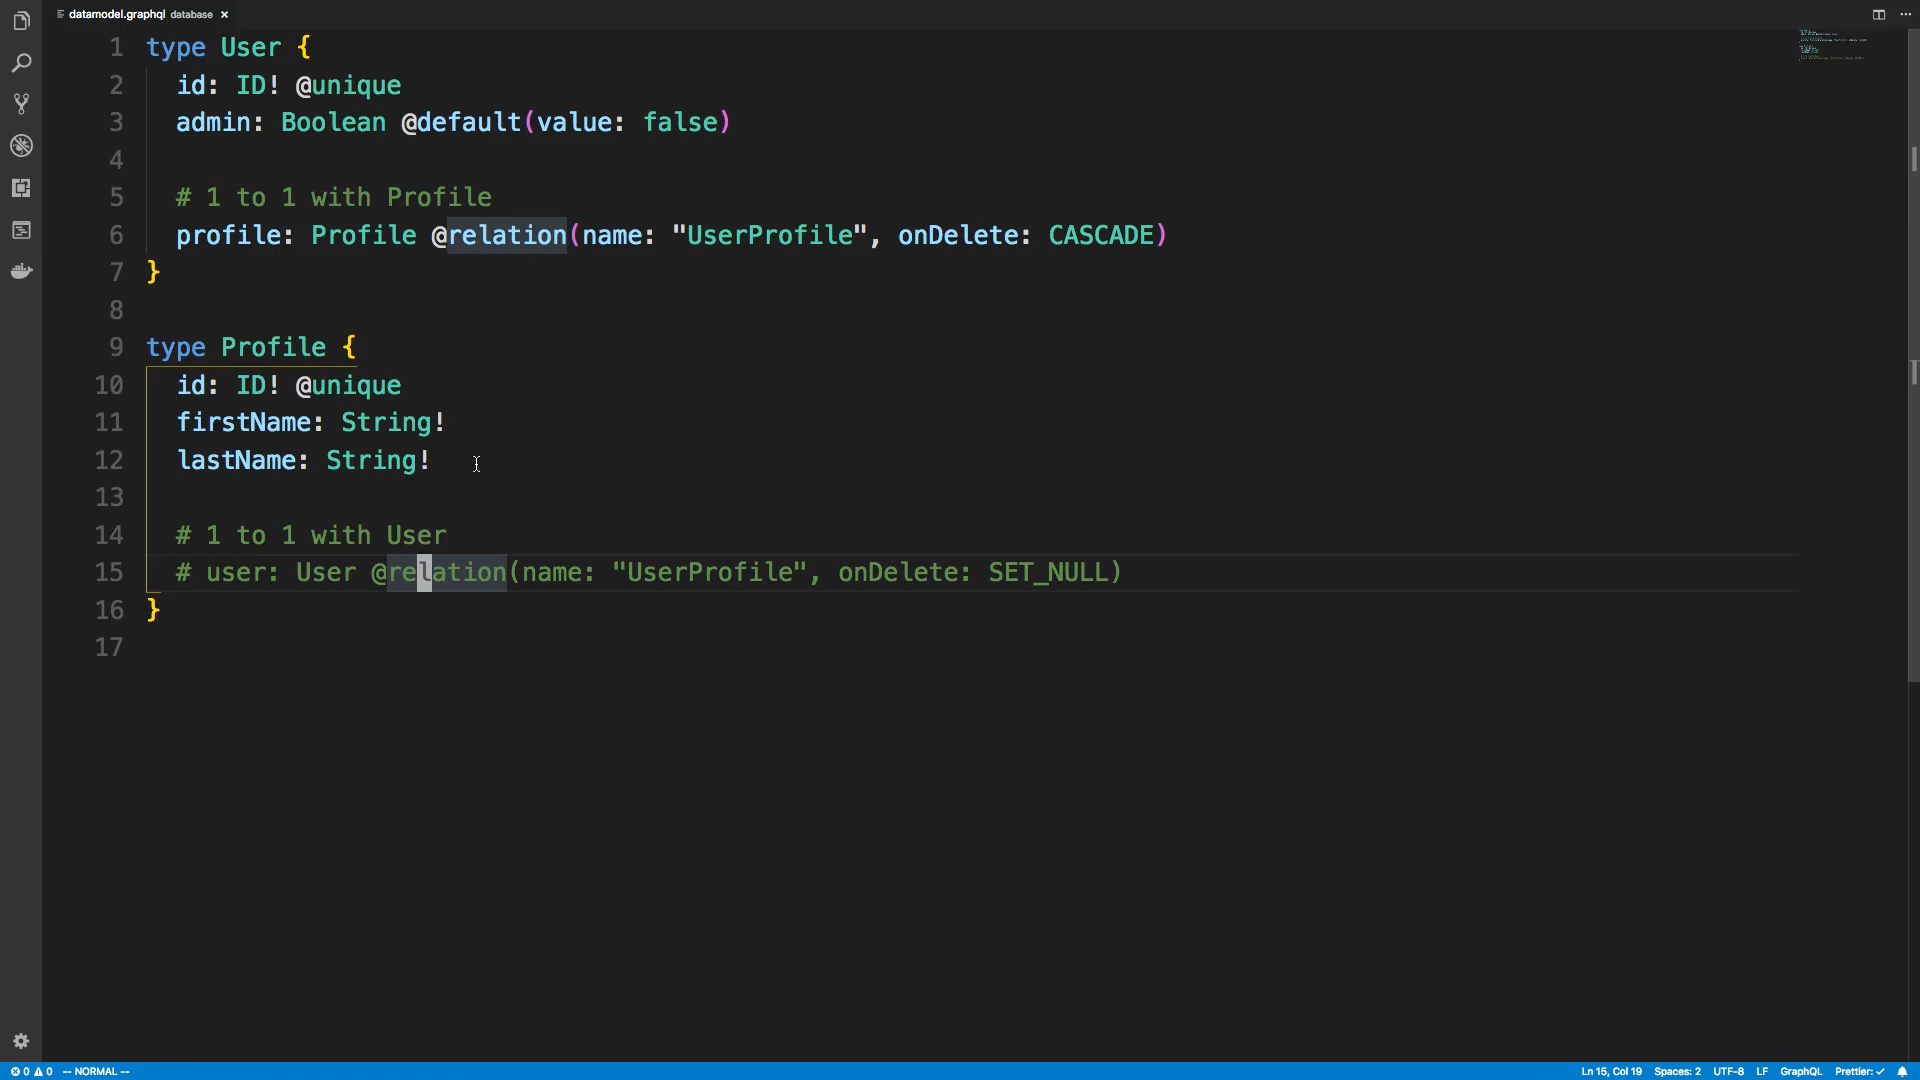 datamodel.graphql database ×
1 type User {
2 id: ID! @unique
3 admin: Boolean @default(value: false)
4
5 # 1 to 1 with Profile
6 profile: Profile @relation(name: "UserProfile", onDelete: CASCADE)
7 }
8
9 type Profile {
10 id: ID! @unique
11 firstName: String!
12 lastName: String!
13
14 # 1 to 1 with User
15 # user: User @relation(name: "UserProfile", onDelete: SET_NULL)
16 }
17
0 0 -- NORMAL -- Ln 15, Col 19 Spaces: 2 UTF-8 LF GraphQL Prettier: ✓